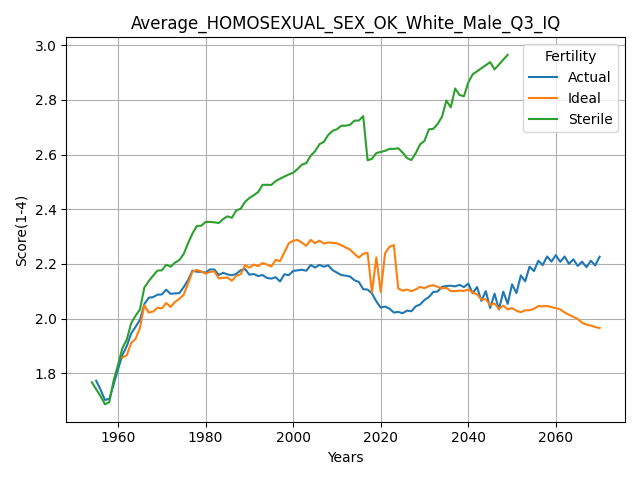 Average_HOMOSEXUAL_SEX_OK_White_Male_Q3_IQ
Score(1-4)
3.0
2.8
2.6
2.4
2.2
2.0
1.8
Fertility
Actual
Ideal
Sterile
1960
1980
2000
2020
2040
2060
Years